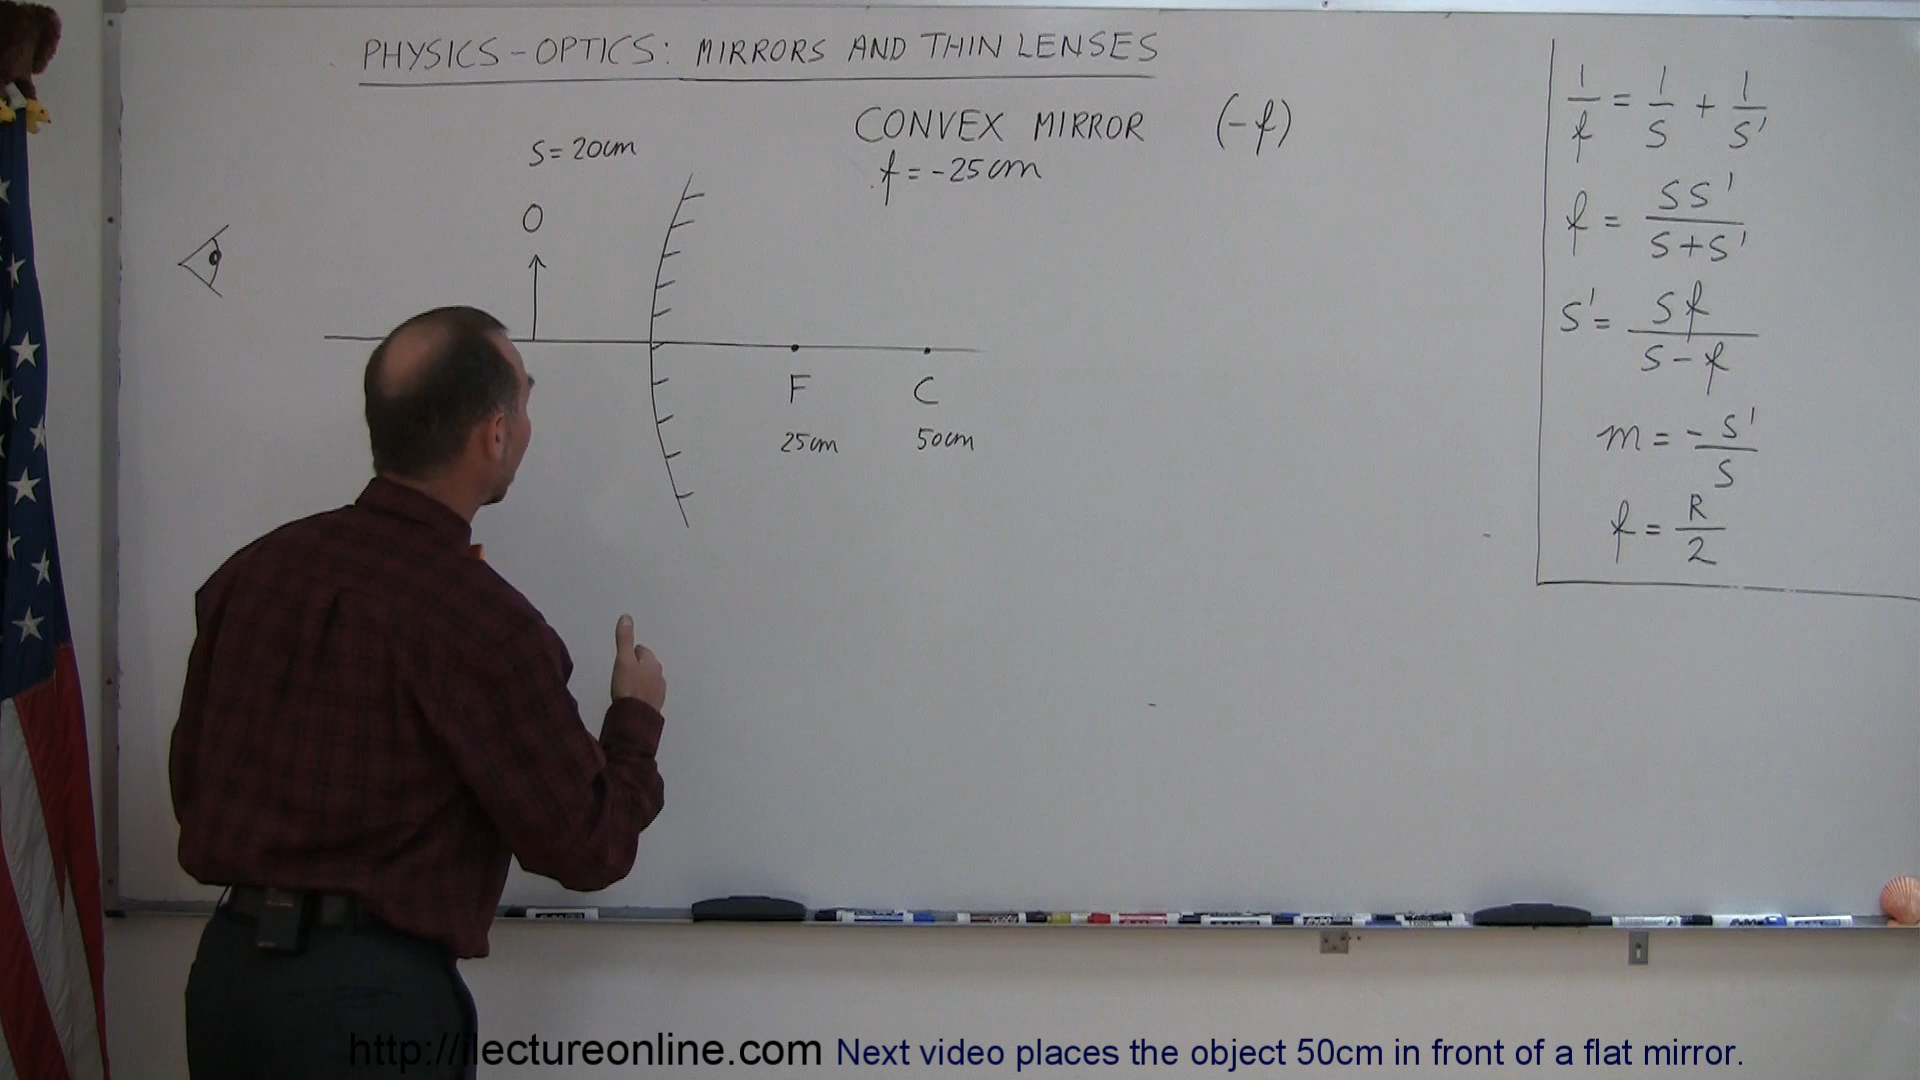 PHYSICS-OPTICS: MIRRORS AND THIN LENSES
CONVEX MIRROR (-f)
f = -25cm
S = 20cm
O
F
C
25cm
50cm
1/f = 1/S + 1/S'
f = SS'/S+S'
S' = Sf/S-f
m = -S'/S
f = R/2
http://ilectureonline.com Next video places the object 50cm in front of a flat mirror.